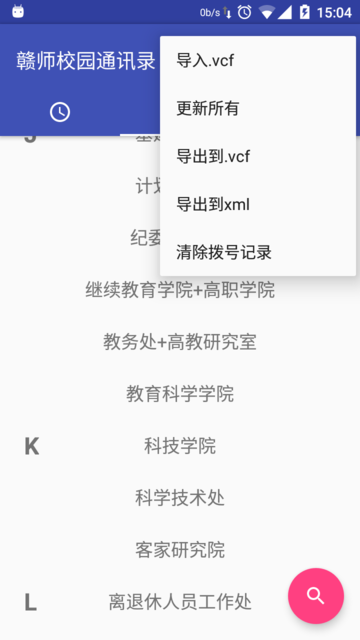 0b/s 15:04
赣师校园通讯录
导入.vcf
更新所有
导出到.vcf
导出到xml
清除拨号记录
纪委
继续教育学院+高职学院
教务处+高教研究室
教育科学学院
K 科技学院
科学技术处
客家研究院
L 离退休人员工作处